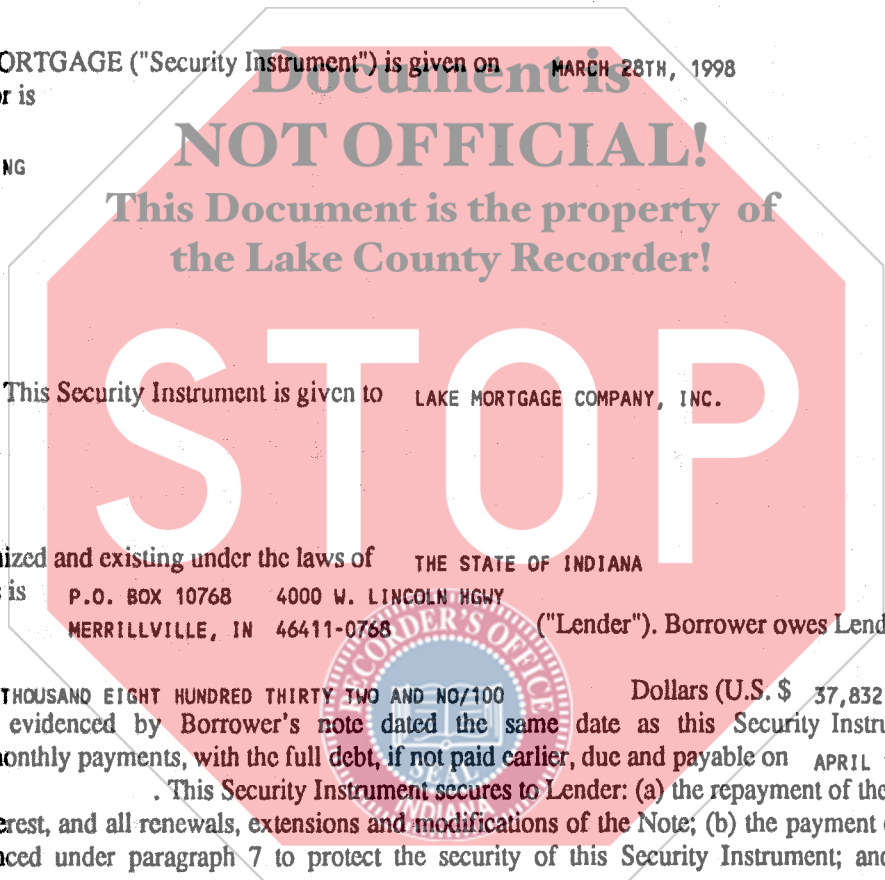 ORTGAGE ("Security Instrument") is given on MARCH 28TH, 1998
r is
NG
Document is
NOT OFFICIAL!
This Document is the property of
the Lake County Recorder!
STOP
This Security Instrument is given to LAKE MORTGAGE COMPANY, INC.
ized and existing under the laws of THE STATE OF INDIANA
is P.O. BOX 10768 4000 W. LINCOLN HGWY
MERRILLVILLE, IN 46411-0768 ("Lender"). Borrower owes Lend
RECORDER'S OFFICE
SEAL
INDIANA
THOUSAND EIGHT HUNDRED THIRTY TWO AND NO/100 Dollars (U.S. $ 37,832
evidenced by Borrower's note dated the same date as this Security Instru
onthly payments, with the full debt, if not paid earlier, due and payable on APRIL
. This Security Instrument secures to Lender: (a) the repayment of the
erest, and all renewals, extensions and modifications of the Note; (b) the payment
nced under paragraph 7 to protect the security of this Security Instrument; and